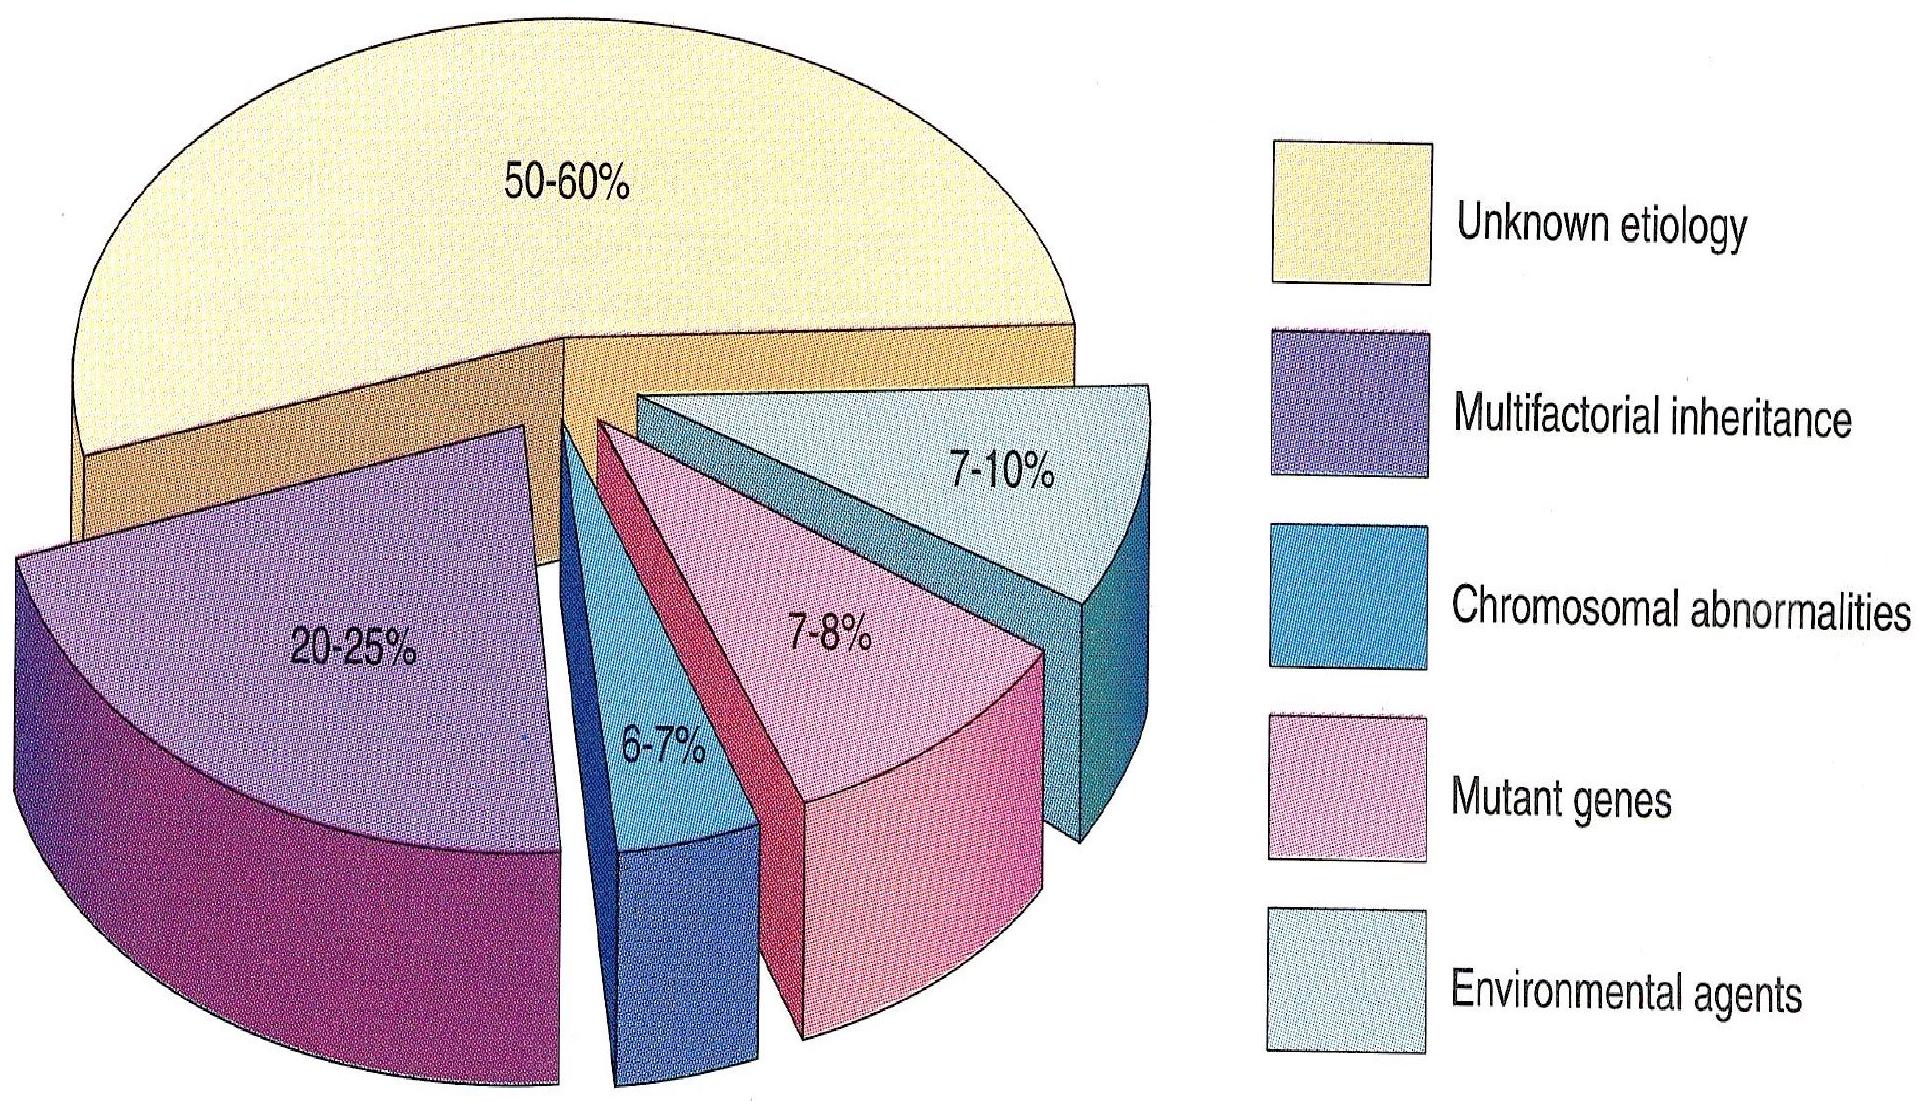 50-60%
7-10%
7-8%
20-25%
6-7%
Unknown etiology
Multifactorial inheritance
Chromosomal abnormalities
Mutant genes
Environmental agents